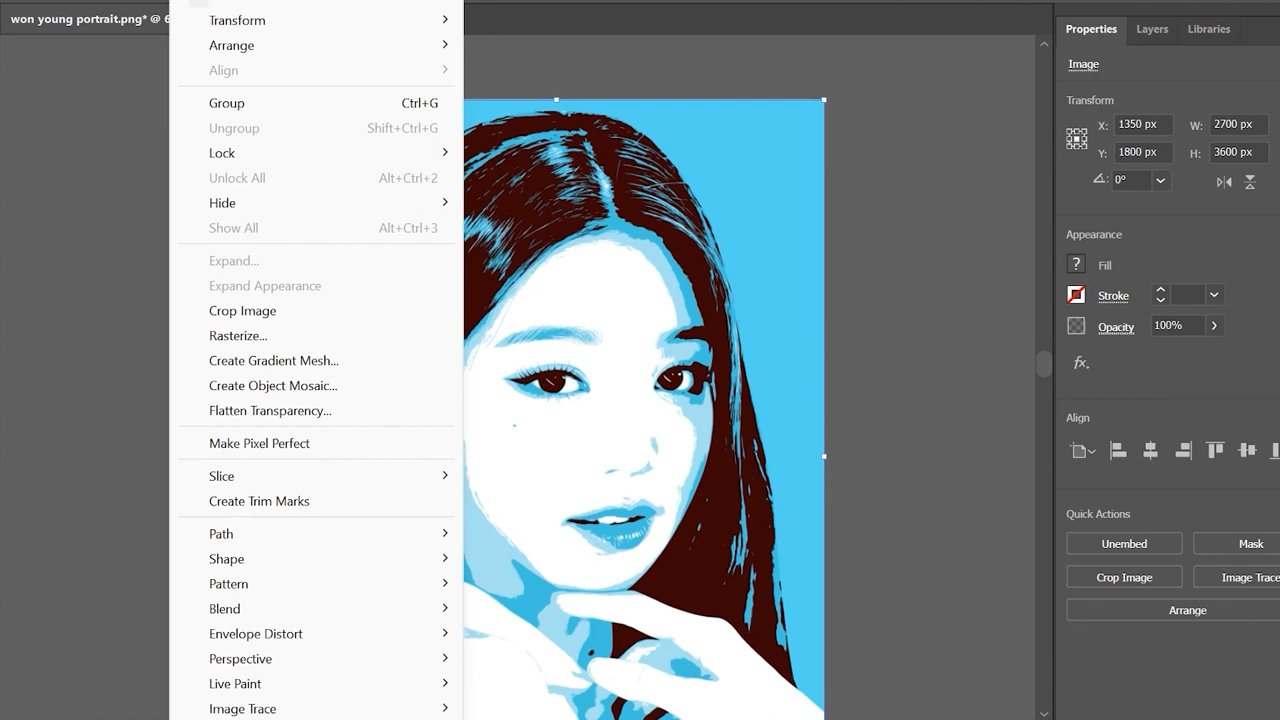 won young portrait.png* @ 6
Transform
Arrange
Align
Group Ctrl+G
Ungroup Shift+Ctrl+G
Lock
Unlock All Alt+Ctrl+2
Hide
Show All Alt+Ctrl+3
Expand...
Expand Appearance
Crop Image
Rasterize...
Create Gradient Mesh...
Create Object Mosaic...
Flatten Transparency...
Make Pixel Perfect
Slice
Create Trim Marks
Path
Shape
Pattern
Blend
Envelope Distort
Perspective
Live Paint
Image Trace
Properties Layers Libraries
Image
Transform
X: 1350 px W: 2700 px
Y: 1800 px H: 3600 px
0°
Appearance
? Fill
Stroke
Opacity 100%
fx.
Align
Quick Actions
Unembed Mask
Crop Image Image Trace
Arrange